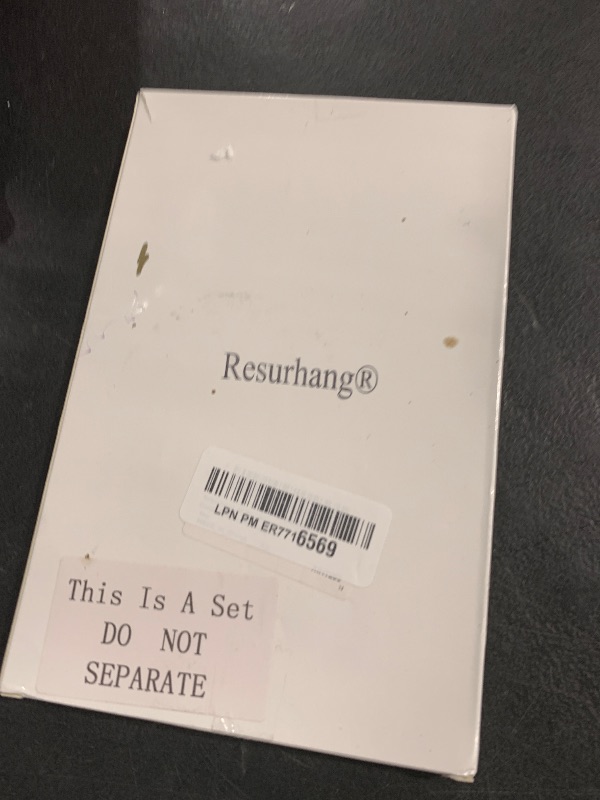 Resurhang®
LPN PM ER7716569
This Is A Set
DO NOT
SEPARATE